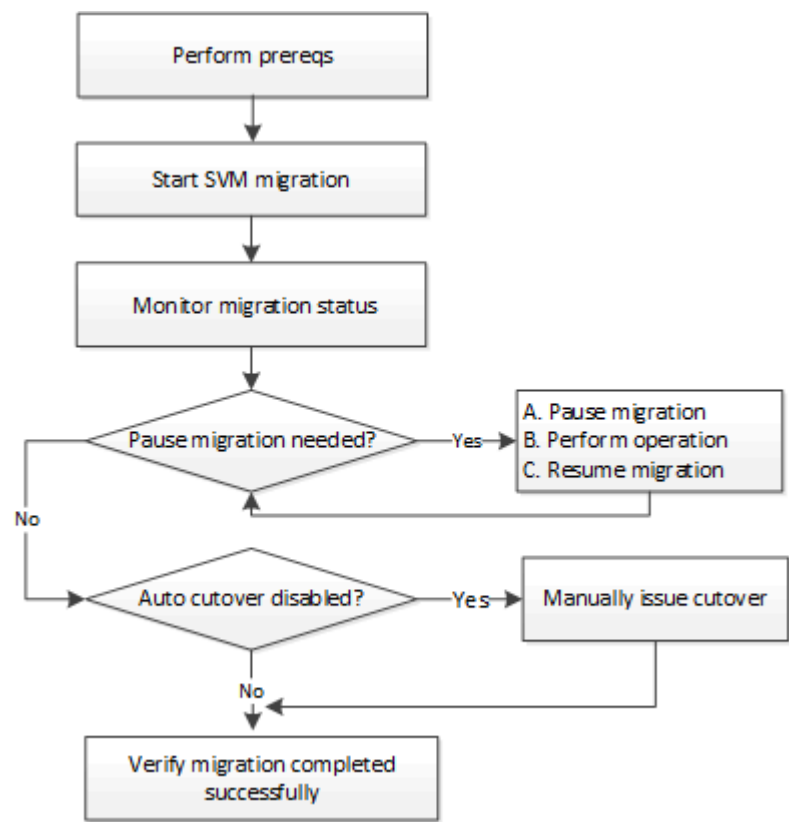 Perform prereqs
Start SVM migration
Monitor migration status
Pause migration needed?
Yes
A. Pause migration
B. Perform operation
C. Resume migration
No
Auto cutover disabled?
Yes
Manually issue cutover
No
Verify migration completed
successfully